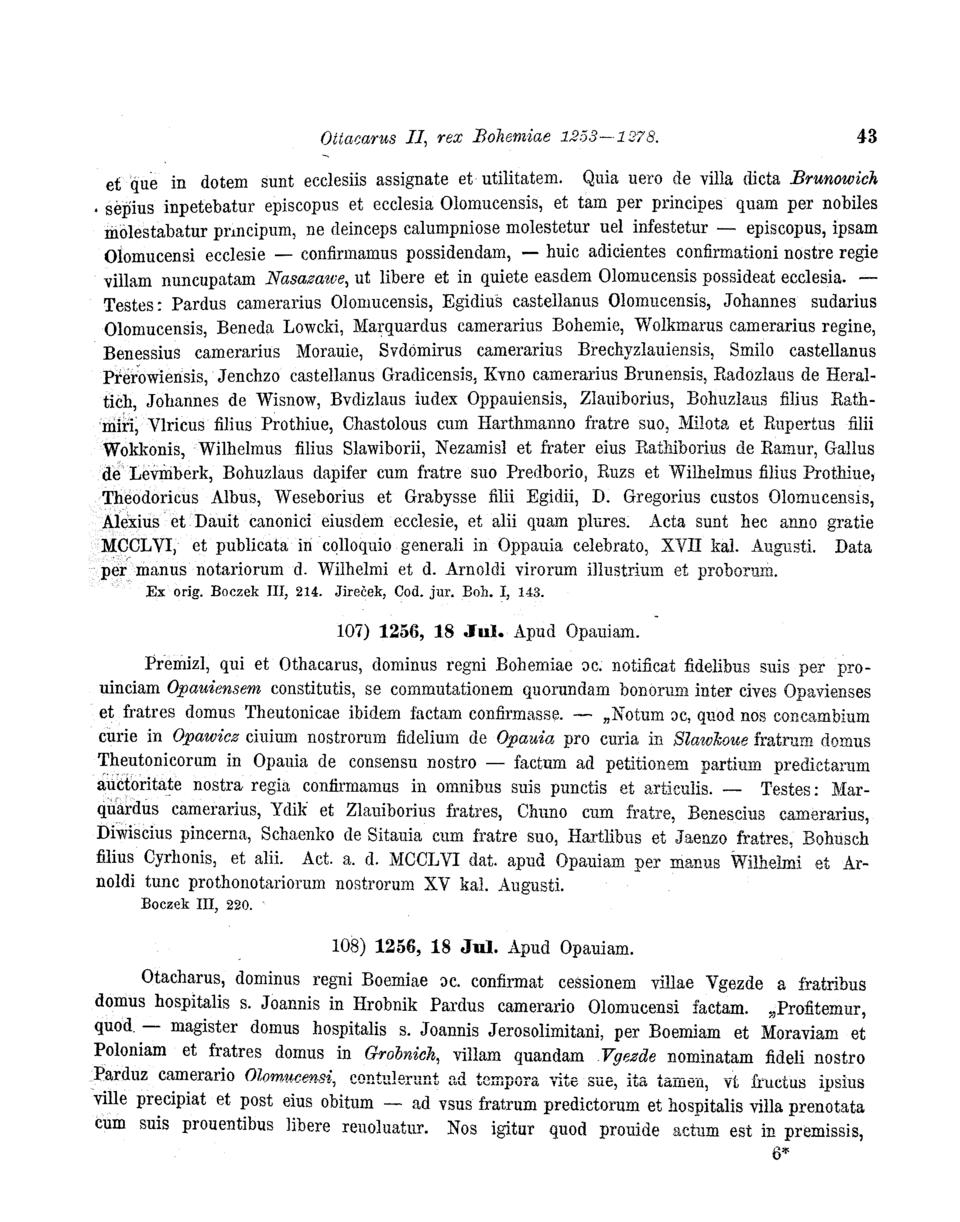 Ottacarus II, rex Bohemiae 1253—1278. 43
et que in dotem sunt ecclesiis assignate et utilitatem. Quia uero de villa dicta Brunowich
sepius inpetebatur episcopus et ecclesia Olomucensis, et tam per principes quam per nobiles
molestabatur principum, ne deinceps calumpniose molestetur uel infestetur — episcopus, ipsam
Olomucensi ecclesie — confirmamus possidendam, — huic adicientes confirmationi nostre regie
villam nuncupatam Nasazawe, ut libere et in quiete easdem Olomucensis possideat ecclesia. —
Testes: Pardus camerarius Olomucensis, Egidius castellanus Olomucensis, Johannes sudarius
Olomucensis, Beneda Lowcki, Marquardus camerarius Bohemie, Wolkmarus camerarius regine,
Benessius camerarius Morauie, Svdomirus camerarius Brechyzlauiensis, Smilo castellanus
Prerowiensis, Jenchzo castellanus Gradicensis, Kvno camerarius Brunensis, Radozlaus de Heral-
tich, Johannes de Wisnow, Bvdizlaus iudex Oppauiensis, Zlauiborius, Bohuzlaus filius Rath-
miri, Vlricus filius Prothiue, Chastolous cum Harthmanno fratre suo, Milota et Rupertus filii
Wokkonis, Wilhelmus filius Slawiborii, Nezamisl et frater eius Rathiborius de Ramur, Gallus
de Levmberk, Bohuzlaus dapifer cum fratre suo Predborio, Ruzs et Wilhelmus filius Prothiue,
Theodoricus Albus, Weseborius et Grabysse filii Egidii, D. Gregorius custos Olomucensis,
Alexius et Dauit canonici eiusdem ecclesie, et alii quam plures. Acta sunt hec anno gratie
MCCLVI, et publicata in colloquio generali in Oppauia celebrato, XVII kal. Augusti. Data
per manus notariorum d. Wilhelmi et d. Arnoldi virorum illustrium et proborum.
Ex orig. Boczek III, 214. Jireček, Cod. jur. Boh. I, 143.
107) 1256, 18 Jul. Apud Opauiam.
Premizl, qui et Othacarus, dominus regni Bohemiae ɔc. notificat fidelibus suis per pro-
uinciam Opauiensem constitutis, se commutationem quorundam bonorum inter cives Opavienses
et fratres domus Theutonicae ibidem factam confirmasse. — „Notum ɔc, quod nos concambium
curie in Opawicz ciuium nostrorum fidelium de Opauia pro curia in Slawkoue fratrum domus
Theutonicorum in Opauia de consensu nostro — factum ad petitionem partium predictarum
auctoritate nostra regia confirmamus in omnibus suis punctis et articulis. — Testes: Mar-
quardus camerarius, Ydik et Zlauiborius fratres, Chuno cum fratre, Benescius camerarius,
Diwiscius pincerna, Schaenko de Sitauia cum fratre suo, Hartlibus et Jaenzo fratres, Bohusch
filius Cyrhonis, et alii. Act. a. d. MCCLVI dat. apud Opauiam per manus Wilhelmi et Ar-
noldi tunc prothonotariorum nostrorum XV kal. Augusti.
Boczek III, 220.
108) 1256, 18 Jul. Apud Opauiam.
Otacharus, dominus regni Boemiae ɔc. confirmat cessionem villae Vgezde a fratribus
domus hospitalis s. Joannis in Hrobnik Pardus camerario Olomucensi factam. „Profitemur,
quod — magister domus hospitalis s. Joannis Jerosolimitani, per Boemiam et Moraviam et
Poloniam et fratres domus in Grobnich, villam quandam Vgezde nominatam fideli nostro
Parduz camerario Olomucensi, contulerunt ad tempora vite sue, ita tamen, vt fructus ipsius
ville precipiat et post eius obitum — ad vsus fratrum predictorum et hospitalis villa prenotata
cum suis prouentibus libere reuoluatur. Nos igitur quod prouide actum est in premissis,
6*